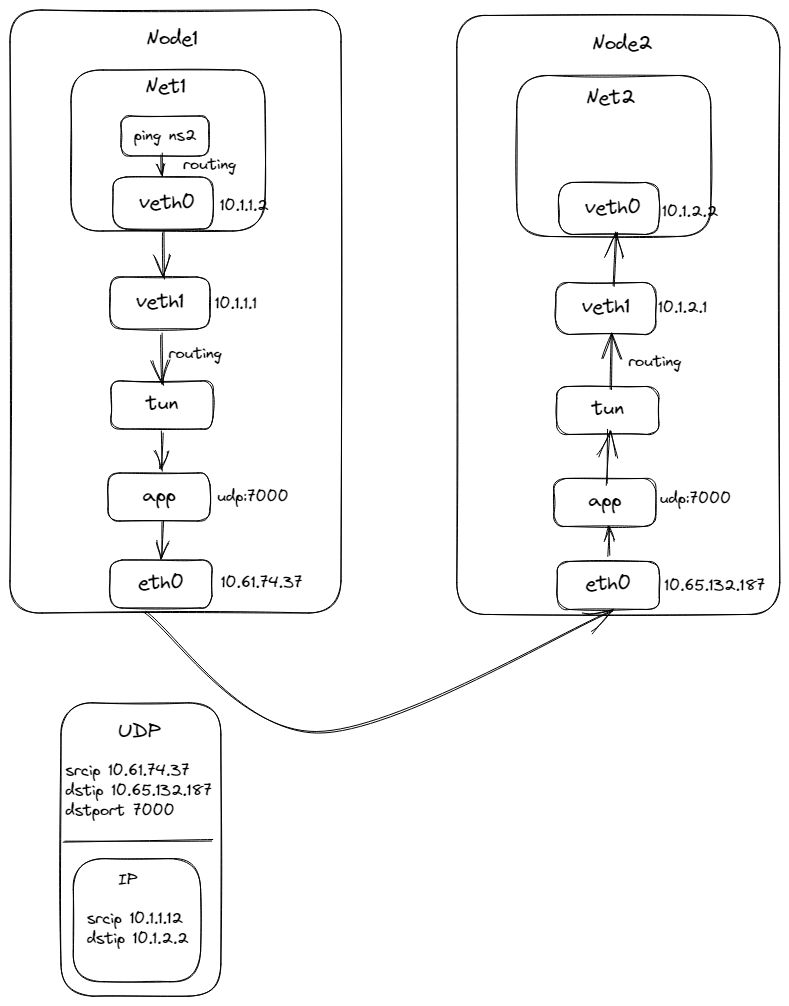 Node1
Net1
ping ns2
routing
veth0
10.1.1.2
veth1
10.1.1.1
routing
tun
app
udp:7000
eth0
10.61.74.37
Node2
Net2
veth0
10.1.2.2
veth1
10.1.2.1
routing
tun
app
udp:7000
eth0
10.65.132.187
UDP
srcip 10.61.74.37
dstip 10.65.132.187
dstport 7000
IP
srcip 10.1.1.12
dstip 10.1.2.2